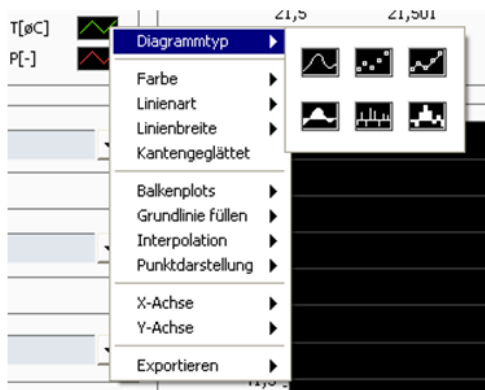 21,5 21,501
T[øC]
P[-]
Diagrammtyp
Farbe
Linienart
Linienbreite
Kantengeglättet
Balkenplots
Grundlinie füllen
Interpolation
Punktdarstellung
X-Achse
Y-Achse
Exportieren